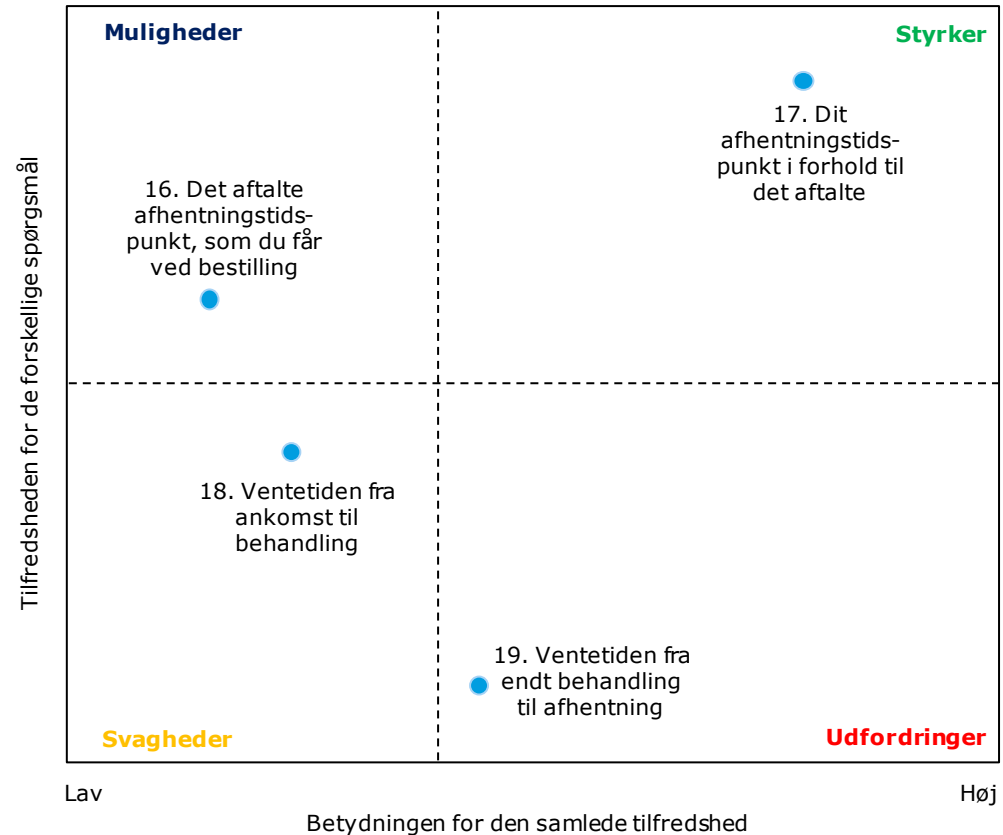 Muligheder
Styrker
17. Dit
afhentningstids-
punkt i forhold til
det aftalte
16. Det aftalte
afhentningstids-
punkt, som du får
ved bestilling
Tilfredsheden for de forskellige spørgsmål
18. Ventetiden fra
ankomst til
behandling
19. Ventetiden fra
endt behandling
til afhentning
Svagheder
Udfordringer
Lav
Høj
Betydningen for den samlede tilfredshed